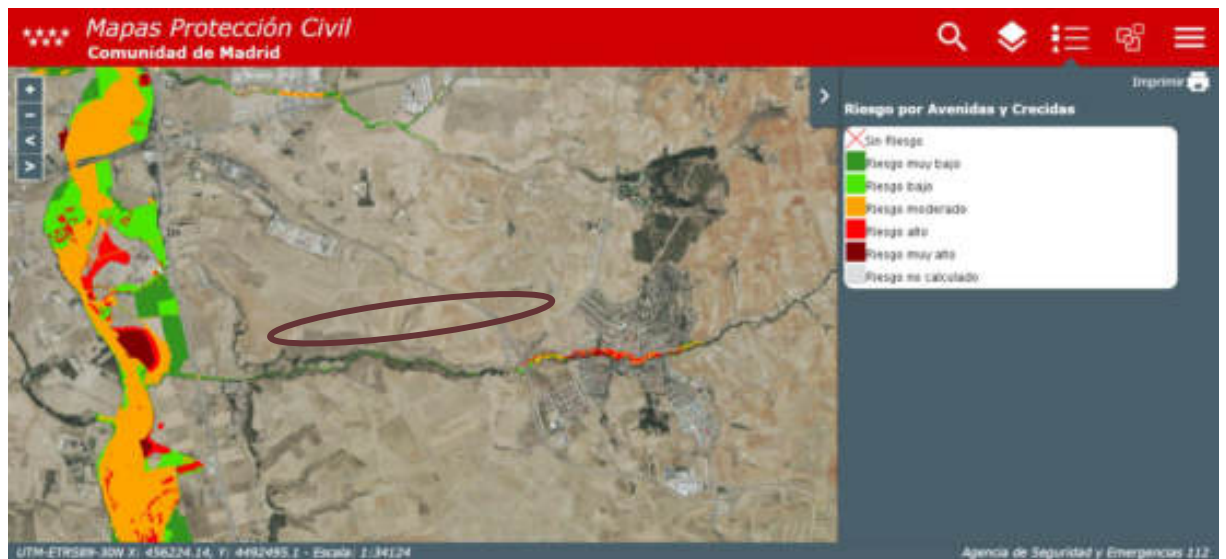 Mapas Protección Civil
Comunidad de Madrid
Imprimir
Riesgo por Avenidas y Crecidas
Sin Riesgo
Riesgo muy bajo
Riesgo bajo
Riesgo moderado
Riesgo alto
Riesgo muy alto
Riesgo no calculado
UTM-ETRS89-30N X: 456224.14, Y: 4492495.1 - Escala: 1:34124
Agencia de Seguridad y Emergencias 112